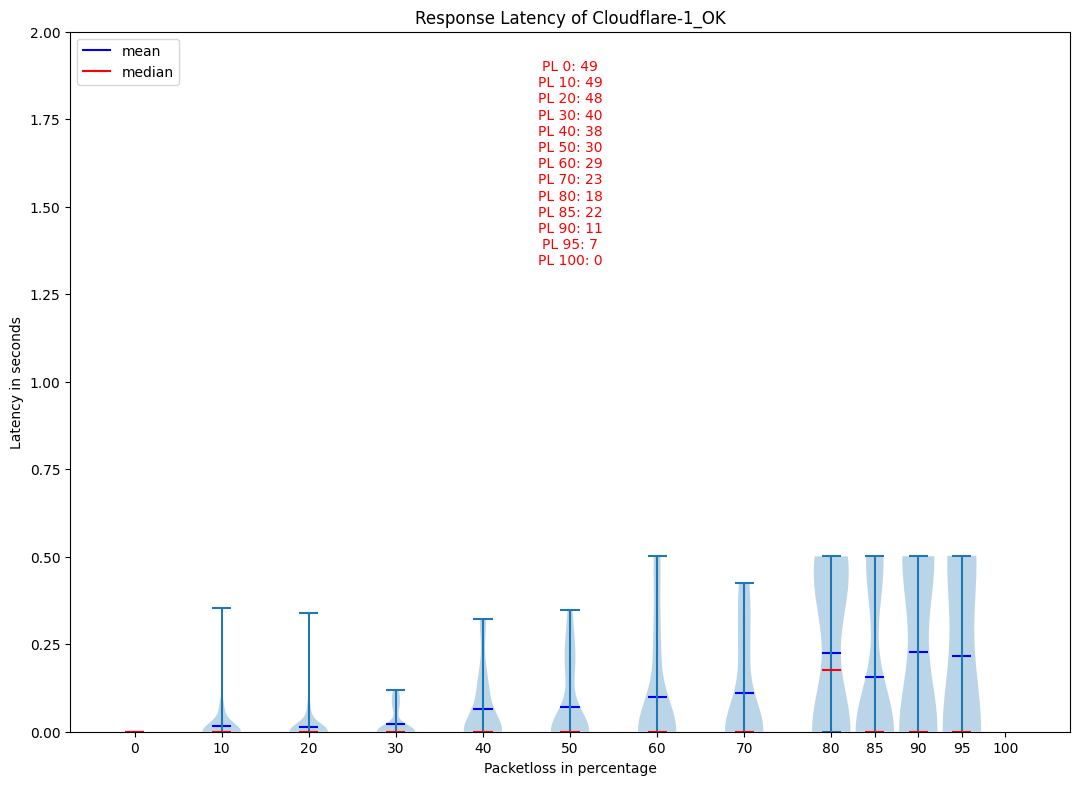 Response Latency of Cloudflare-1_OK
mean
median
PL 0: 49
PL 10: 49
PL 20: 48
PL 30: 40
PL 40: 38
PL 50: 30
PL 60: 29
PL 70: 23
PL 80: 18
PL 85: 22
PL 90: 11
PL 95: 7
PL 100: 0
Latency in seconds
2.00
1.75
1.50
1.25
1.00
0.75
0.50
0.25
0.00
0 10 20 30 40 50 60 70 80 85 90 95 100
Packetloss in percentage